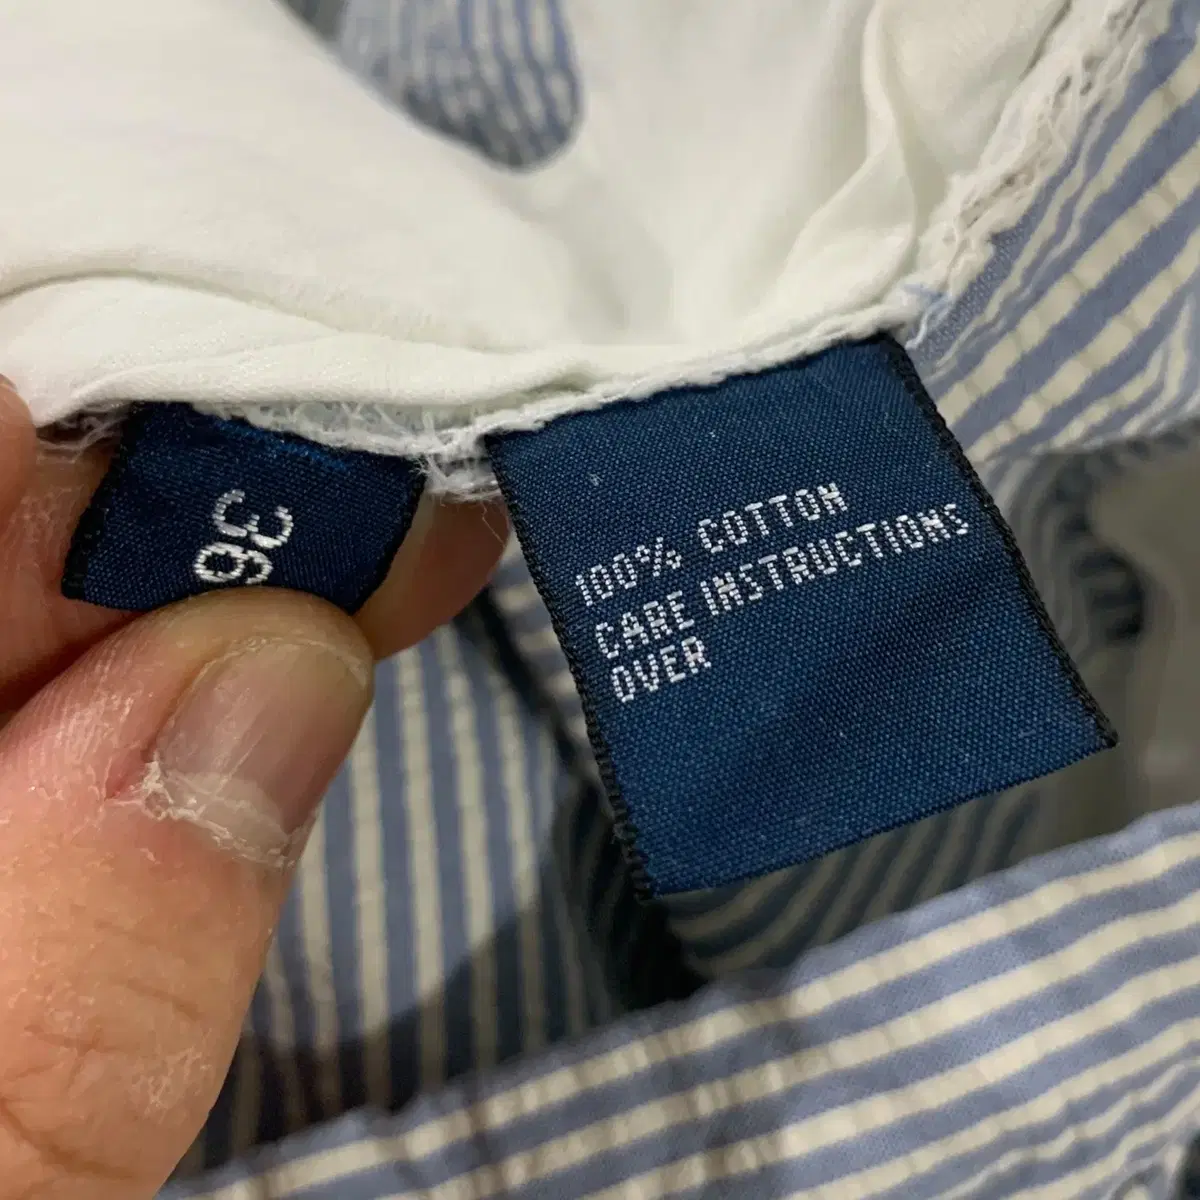 36
100% COTTON
CARE INSTRUCTIONS
OVER